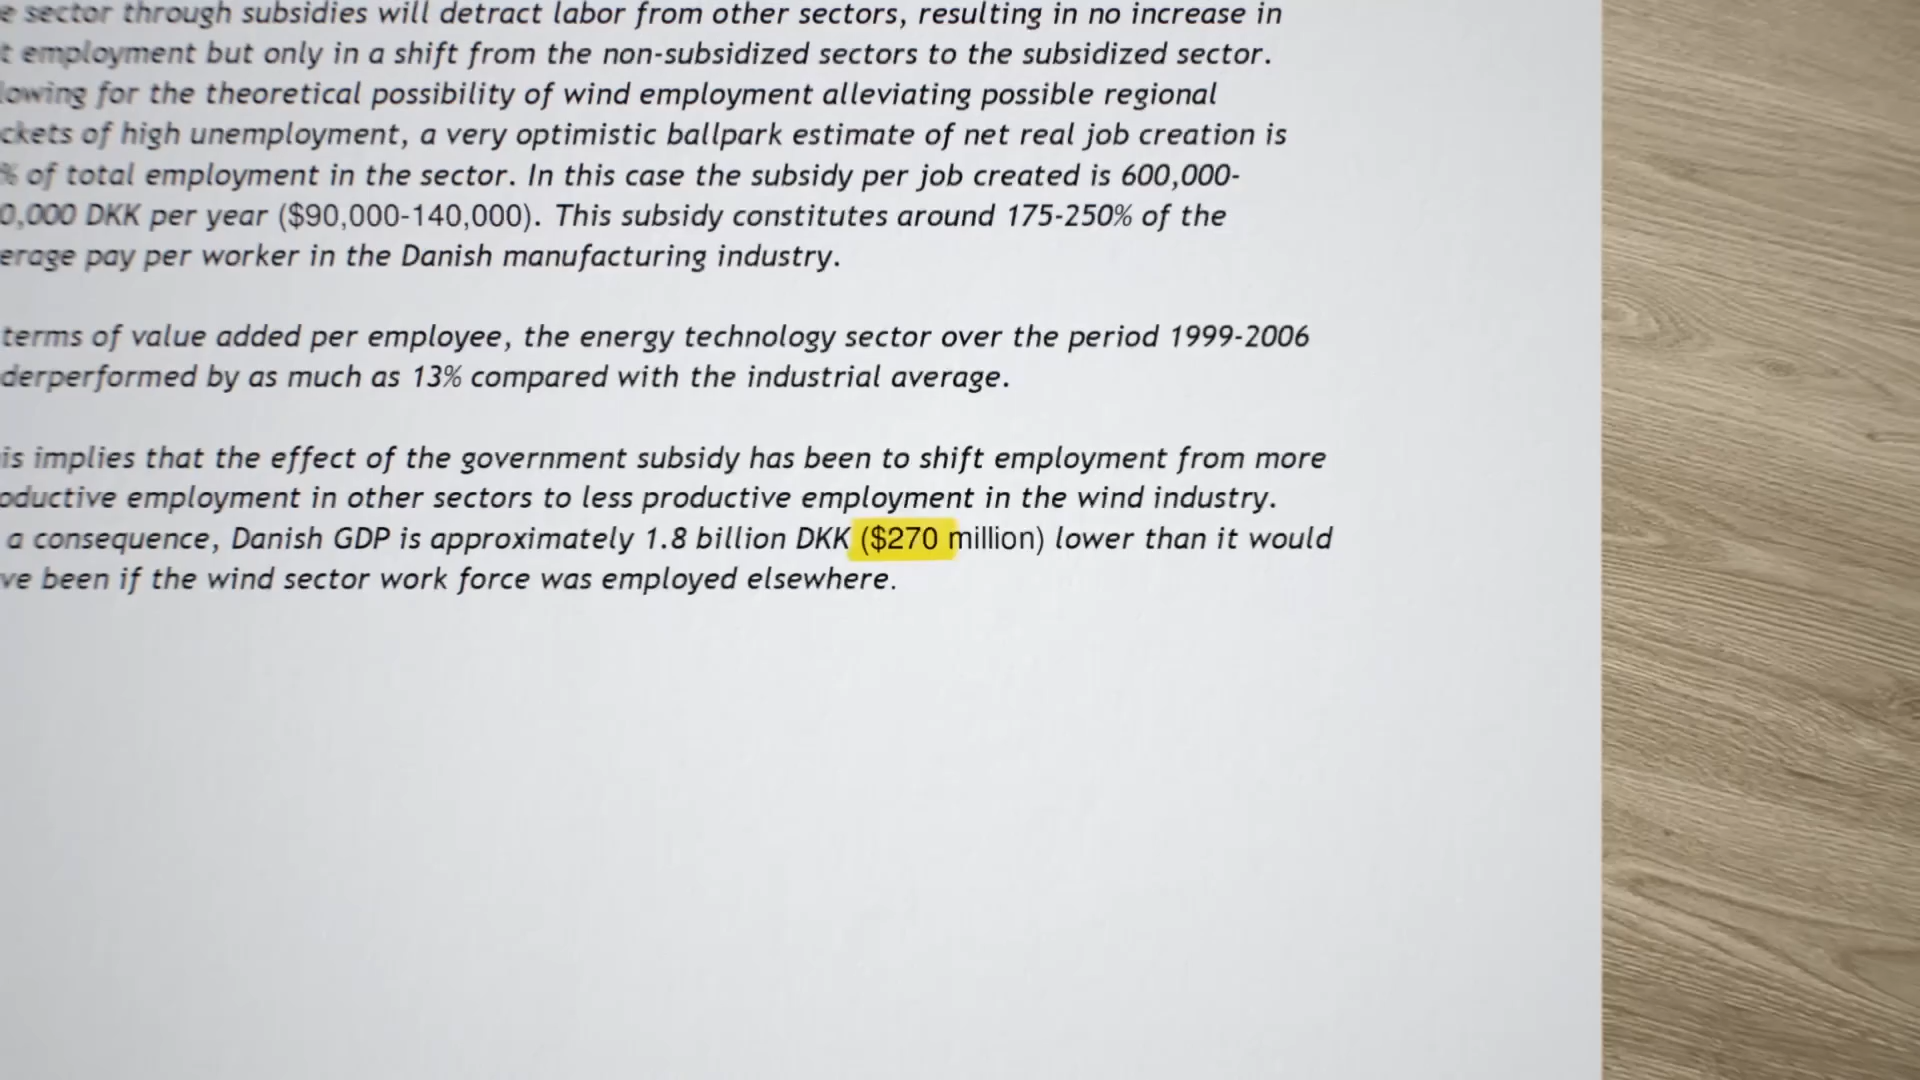 sector through subsidies will detract labor from other sectors, resulting in no increase in
employment but only in a shift from the non-subsidized sectors to the subsidized sector.
lowing for the theoretical possibility of wind employment alleviating possible regional
ckets of high unemployment, a very optimistic ballpark estimate of net real job creation is
% of total employment in the sector. In this case the subsidy per job created is 600,000-
0,000 DKK per year ($90,000-140,000). This subsidy constitutes around 175-250% of the
erage pay per worker in the Danish manufacturing industry.
terms of value added per employee, the energy technology sector over the period 1999-2006
derperformed by as much as 13% compared with the industrial average.
is implies that the effect of the government subsidy has been to shift employment from more
oductive employment in other sectors to less productive employment in the wind industry.
a consequence, Danish GDP is approximately 1.8 billion DKK ($270 million) lower than it would
ve been if the wind sector work force was employed elsewhere.